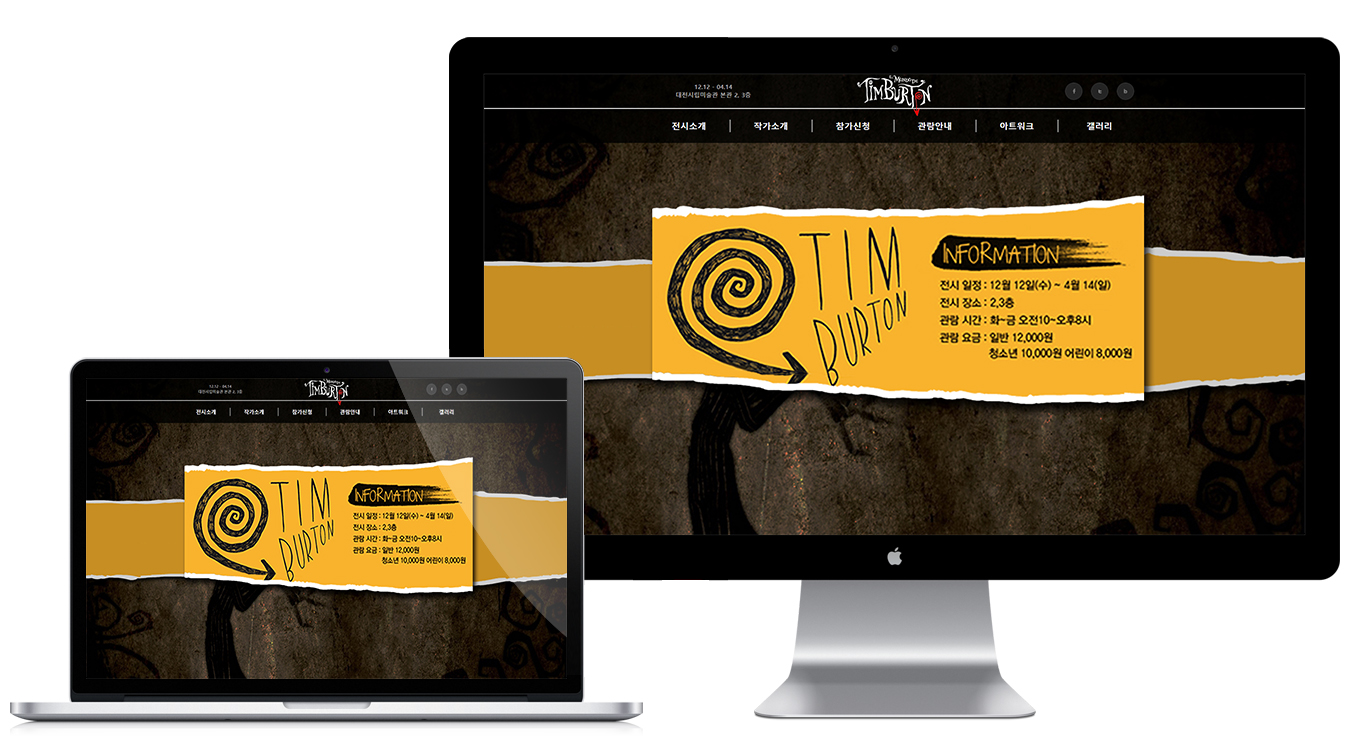 12.12 - 04.14
대전시립미술관 본관 2, 3층
TIM BURTON
전시소개 작가소개 참가신청 관람안내 아트워크 갤러리
TIM
BURTON
INFORMATION
전시 일정 : 12월 12일(수) ~ 4월 14(일)
전시 장소 : 2,3층
관람 시간 : 화~금 오전10~오후8시
관람 요금 : 일반 12,000원
청소년 10,000원 어린이 8,000원
12.12 - 04.14
대전시립미술관 본관 2, 3층
TIM BURTON
전시소개 작가소개 참가신청 관람안내 아트워크 갤러리
TIM
BURTON
INFORMATION
전시 일정 : 12월 12일(수) ~ 4월 14(일)
전시 장소 : 2,3층
관람 시간 : 화~금 오전10~오후8시
관람 요금 : 일반 12,000원
청소년 10,000원 어린이 8,000원